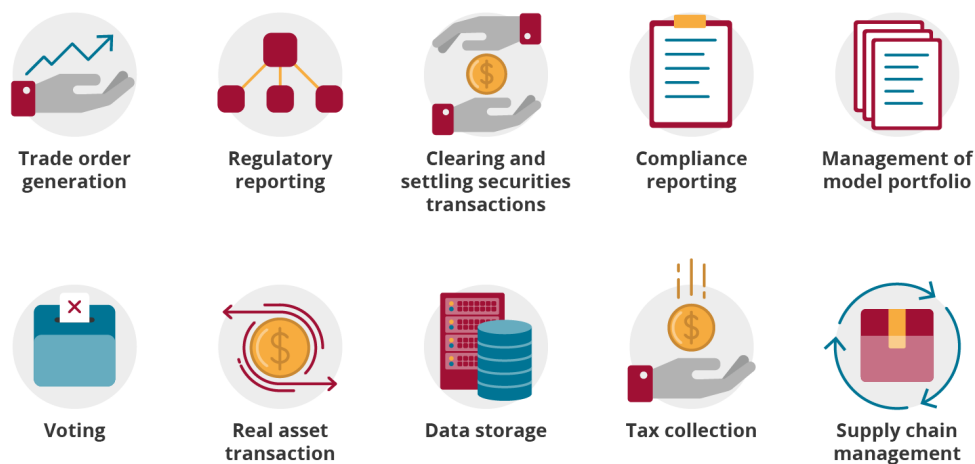 Trade order
generation
Regulatory
reporting
Clearing and
settling securities
transactions
Compliance
reporting
Management of
model portfolio
Voting
Real asset
transaction
Data storage
Tax collection
Supply chain
management